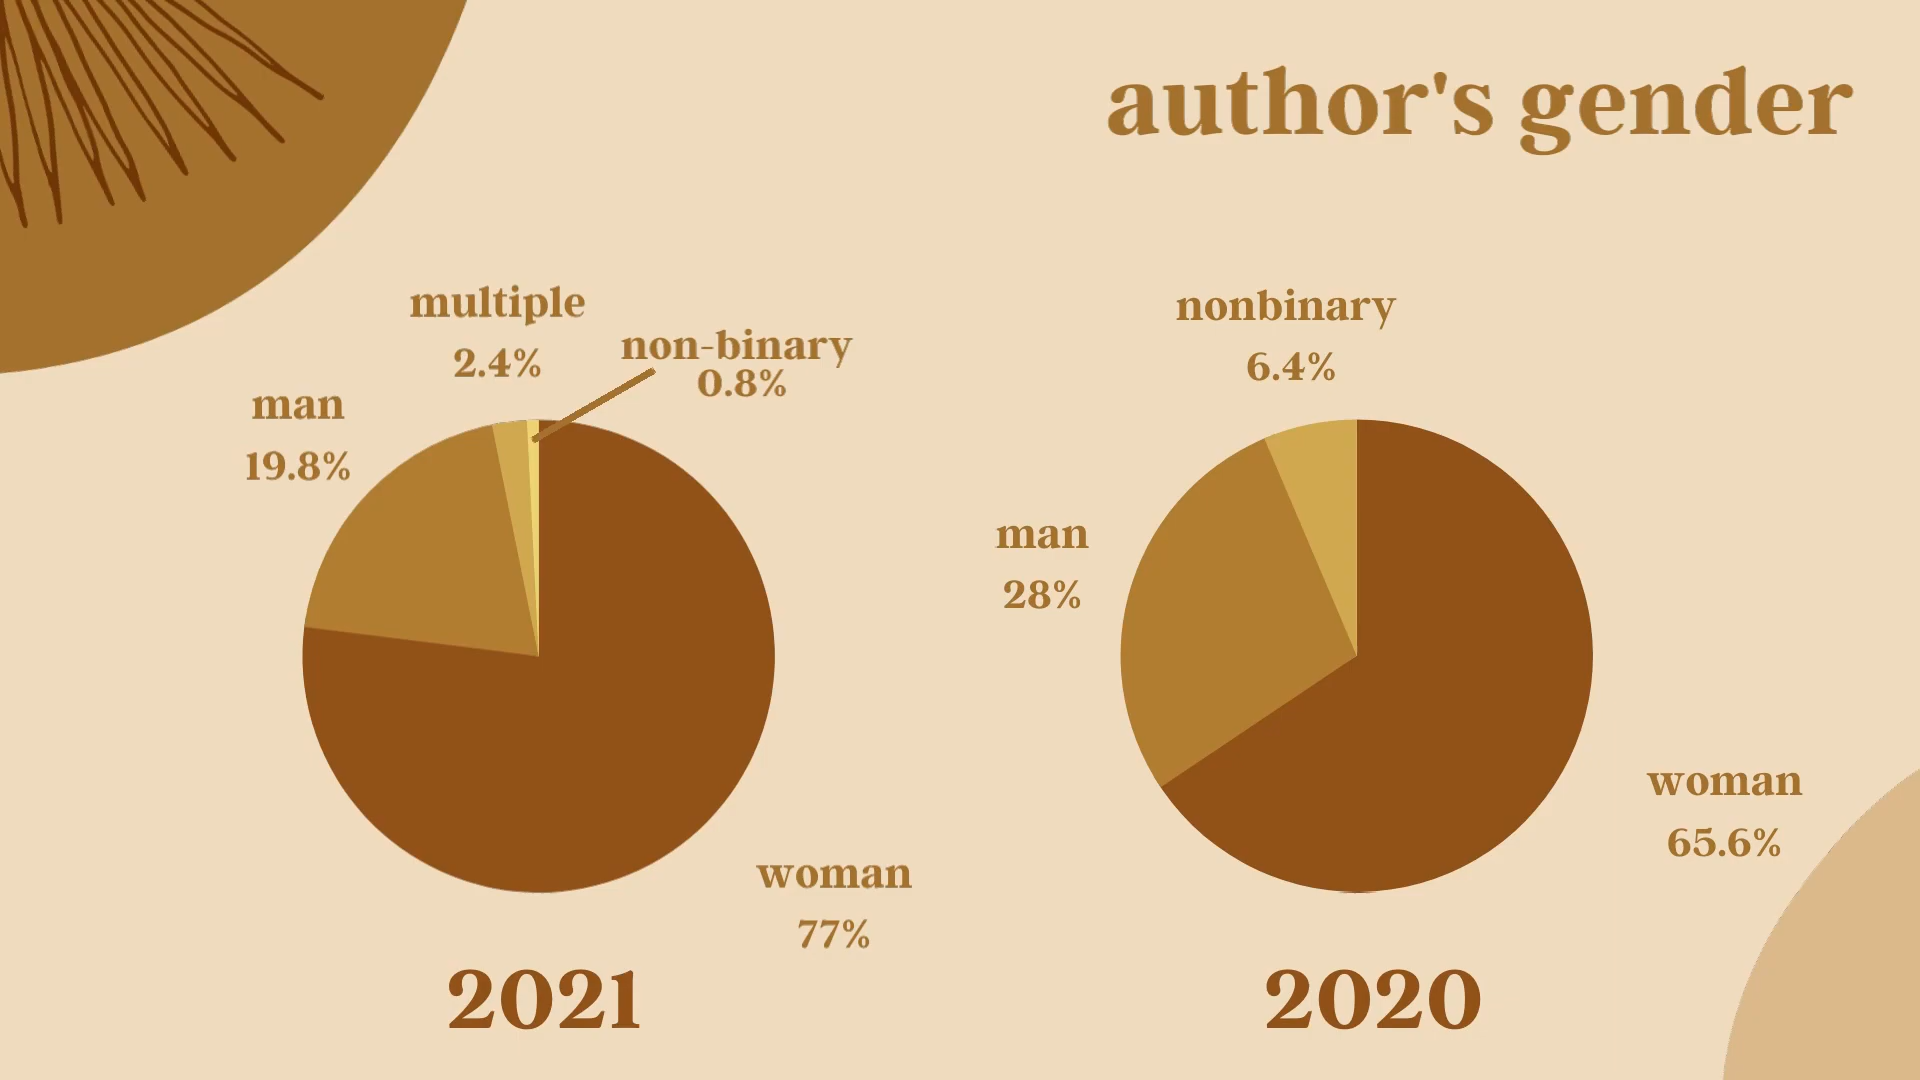 author's gender
multiple
2.4%
non-binary
0.8%
man
19.8%
woman
77%
2021
nonbinary
6.4%
man
28%
woman
65.6%
2020